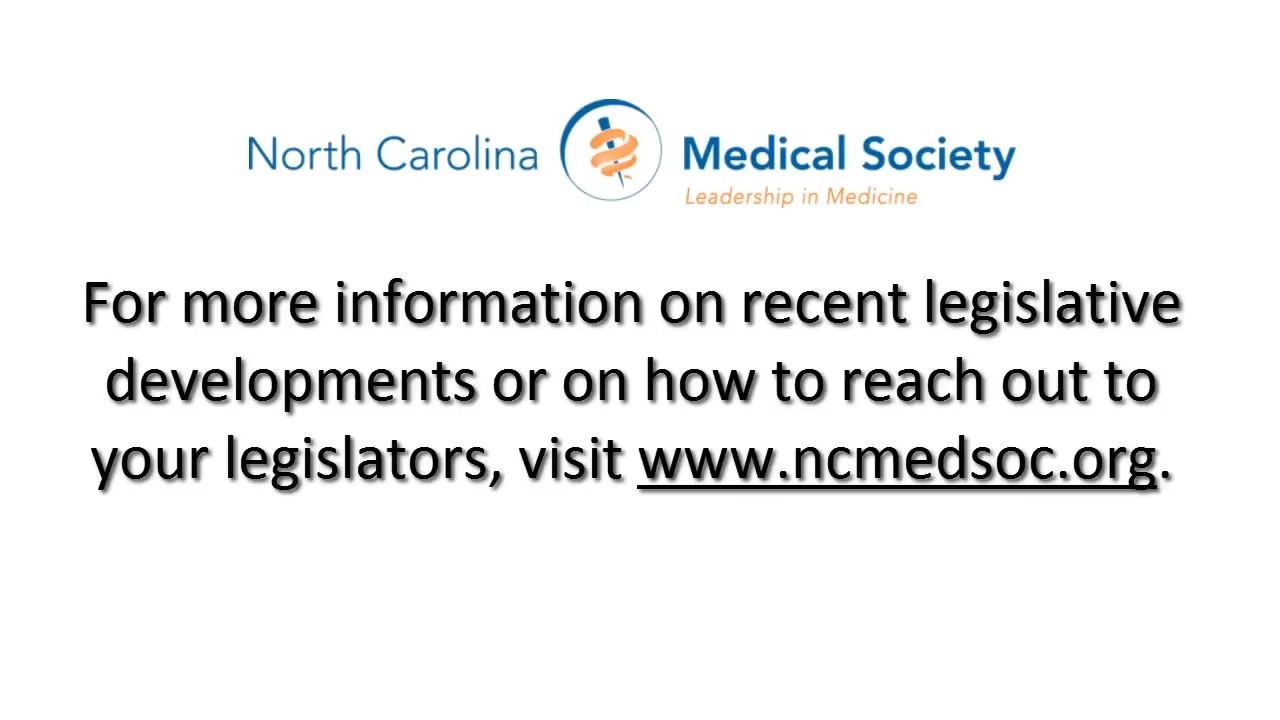 North Carolina Medical Society
Leadership in Medicine
For more information on recent legislative
developments or on how to reach out to
your legislators, visit www.ncmedsoc.org.